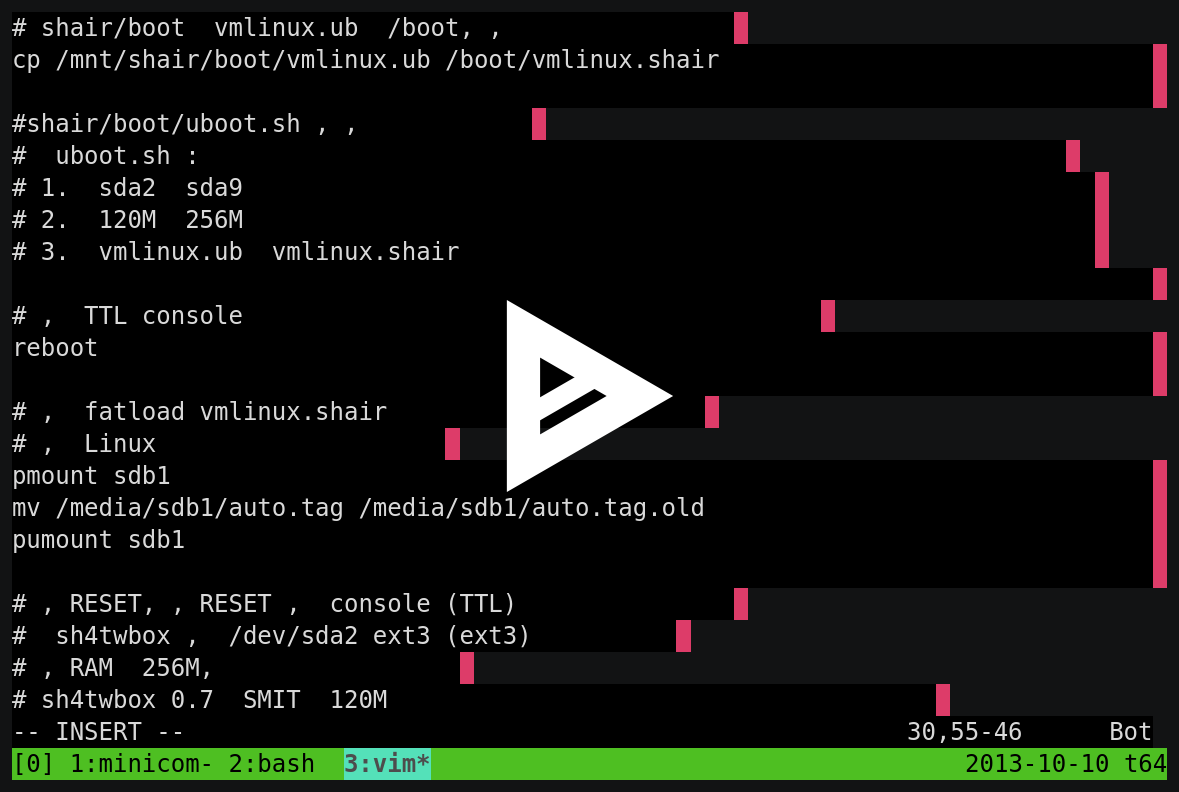 # shair/boot  vmlinux.ub  /boot, ,
cp /mnt/shair/boot/vmlinux.ub /boot/vmlinux.shair
#shair/boot/uboot.sh , ,
#  uboot.sh :
# 1.  sda2  sda9
# 2.  120M  256M
# 3.  vmlinux.ub  vmlinux.shair
# ,  TTL console
reboot
# ,  fatload vmlinux.shair
# ,  Linux
pmount sdb1
mv /media/sdb1/auto.tag /media/sdb1/auto.tag.old
pumount sdb1
# , RESET, , RESET ,  console (TTL)
#  sh4twbox ,  /dev/sda2 ext3 (ext3)
# , RAM  256M,
# sh4twbox 0.7  SMIT  120M
-- INSERT --                                                  30,55-46      Bot
[0] 1:minicom- 2:bash  3:vim*                                     2013-10-10 t64